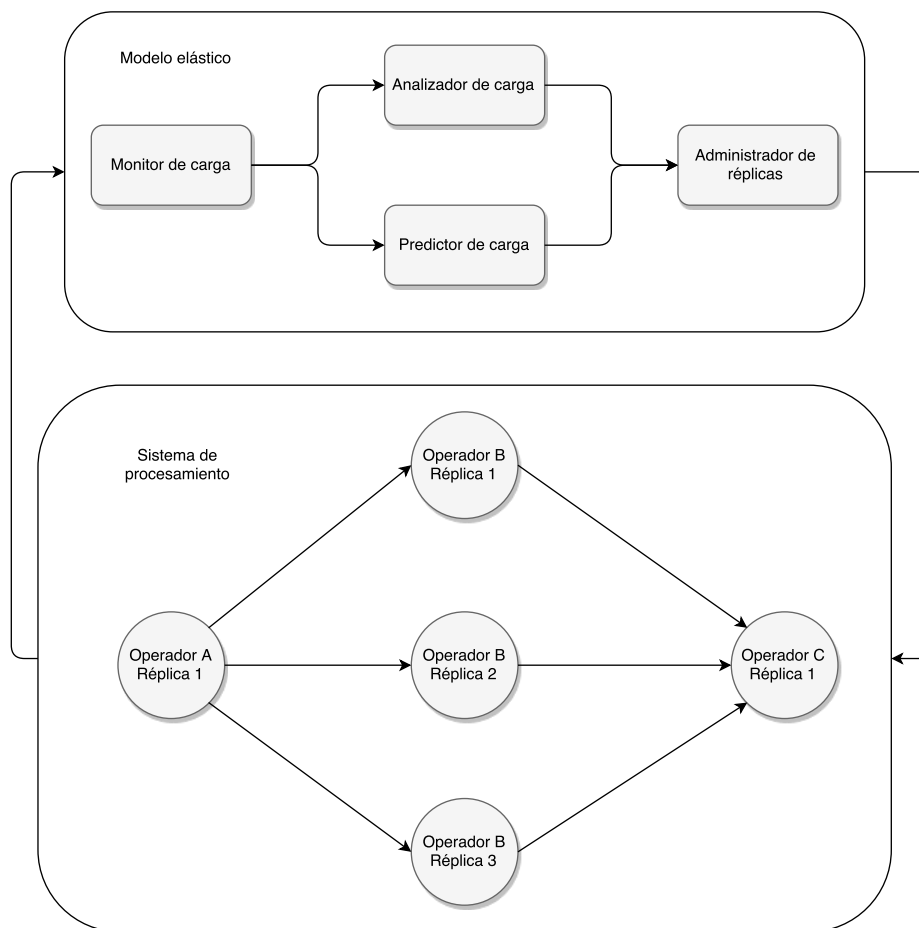 Modelo elástico
Analizador de carga
Monitor de carga
Administrador de
réplicas
Predictor de carga
Sistema de
procesamiento
Operador B
Réplica 1
Operador A
Réplica 1
Operador B
Réplica 2
Operador C
Réplica 1
Operador B
Réplica 3